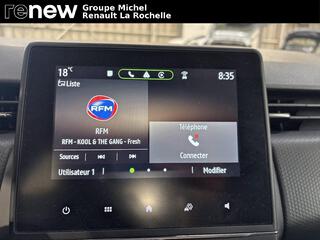 renew
Groupe Michel
Renault La Rochelle
18°C
8:35
Liste
RFM
RFM
RFM - KOOL & THE GANG - Fresh
Téléphone
Connecter
Sources
Utilisateur 1
Modifier